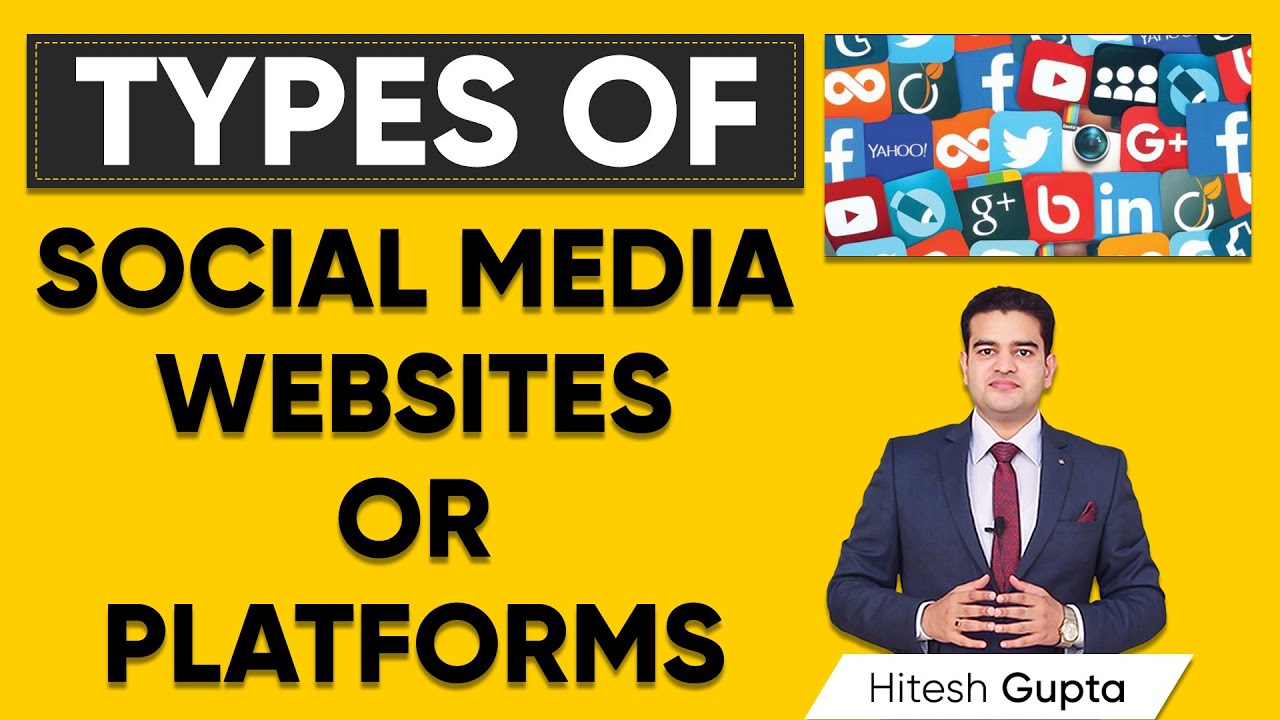 TYPES OF
SOCIAL MEDIA
WEBSITES
OR
PLATFORMS
YAHOO!
G+
g+
in
Hitesh Gupta